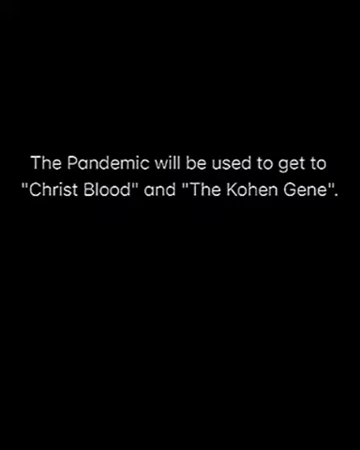 The Pandemic will be used to get to
"Christ Blood" and "The Kohen Gene".